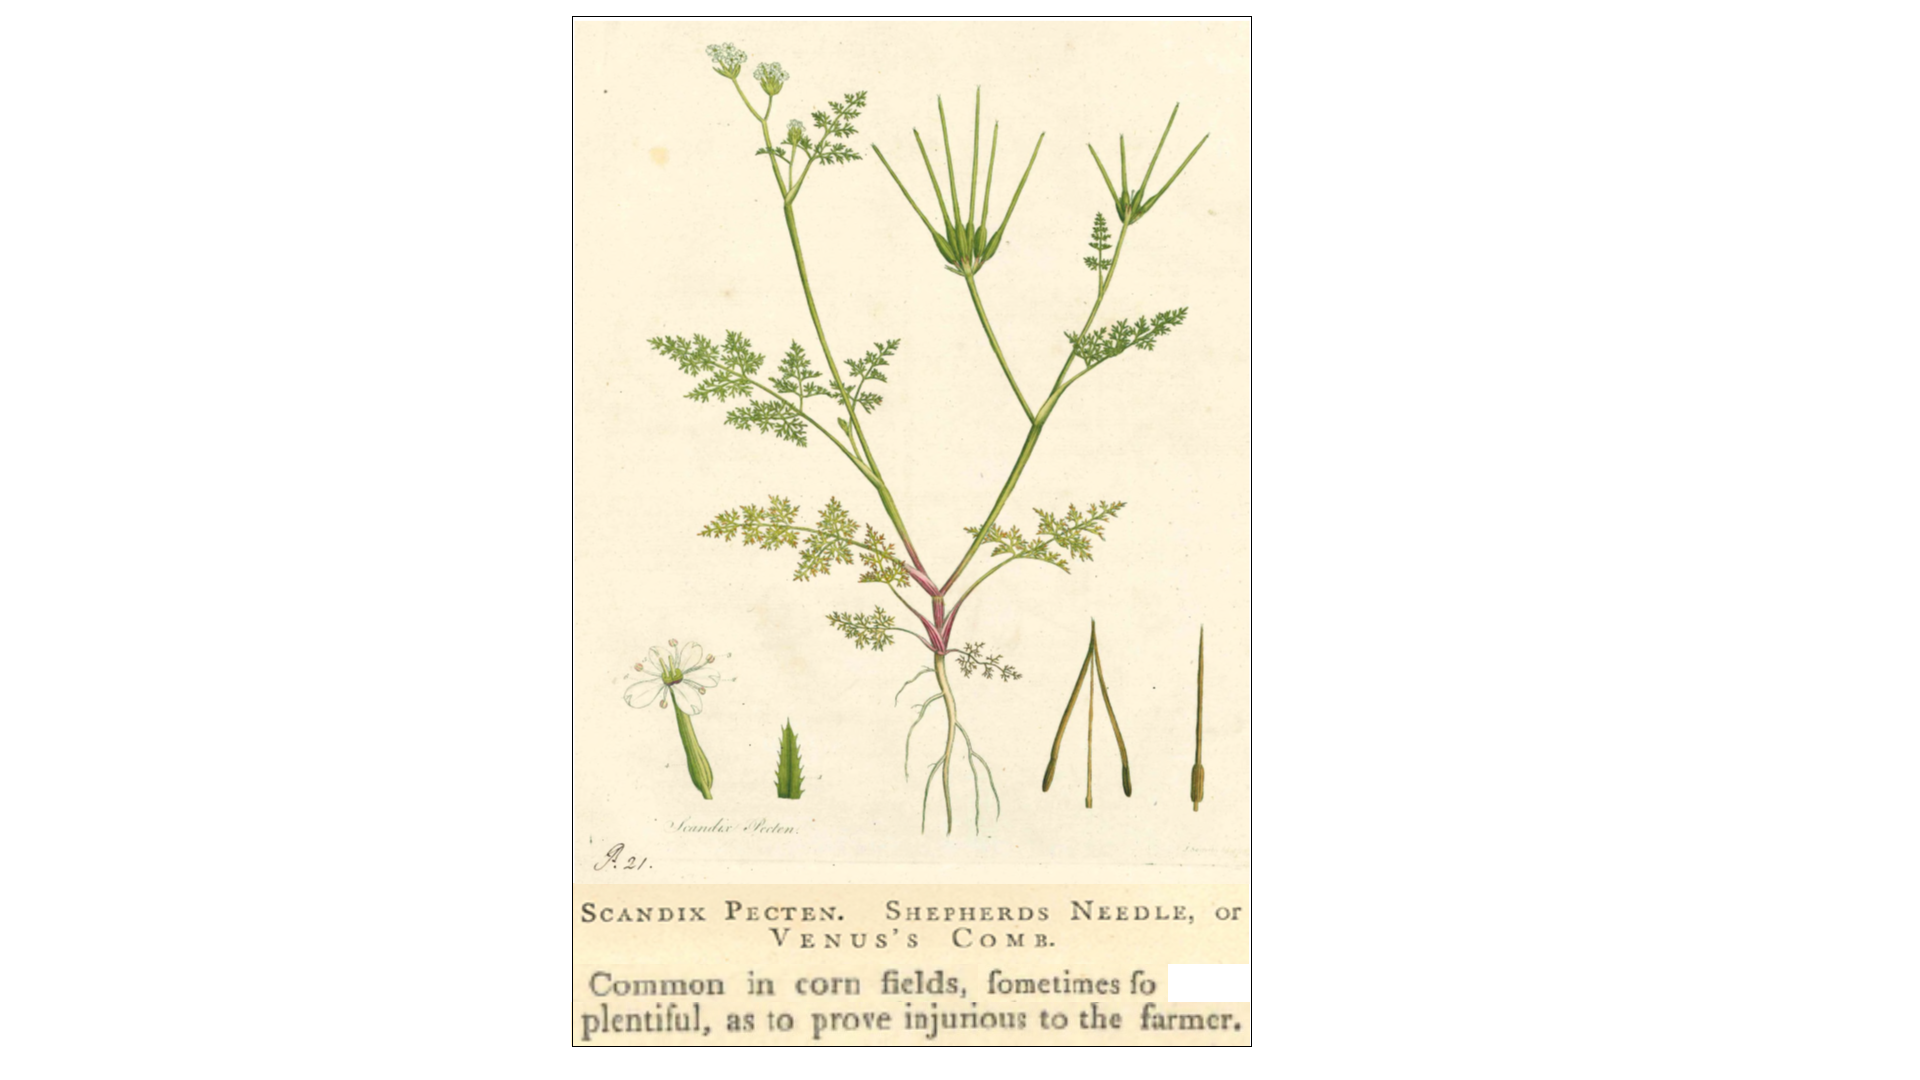 Scandix Pecten.
P. 21.
SCANDIX PECTEN. SHEPHERDS NEEDLE, or
VENUS'S COMB.
Common in corn fields, ſometimes ſo
plentiful, as to prove injurious to the farmer.